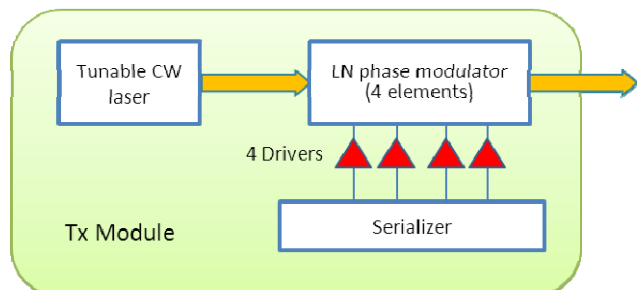 Tunable CW
laser
LN phase modulator
(4 elements)
4 Drivers
Serializer
Tx Module